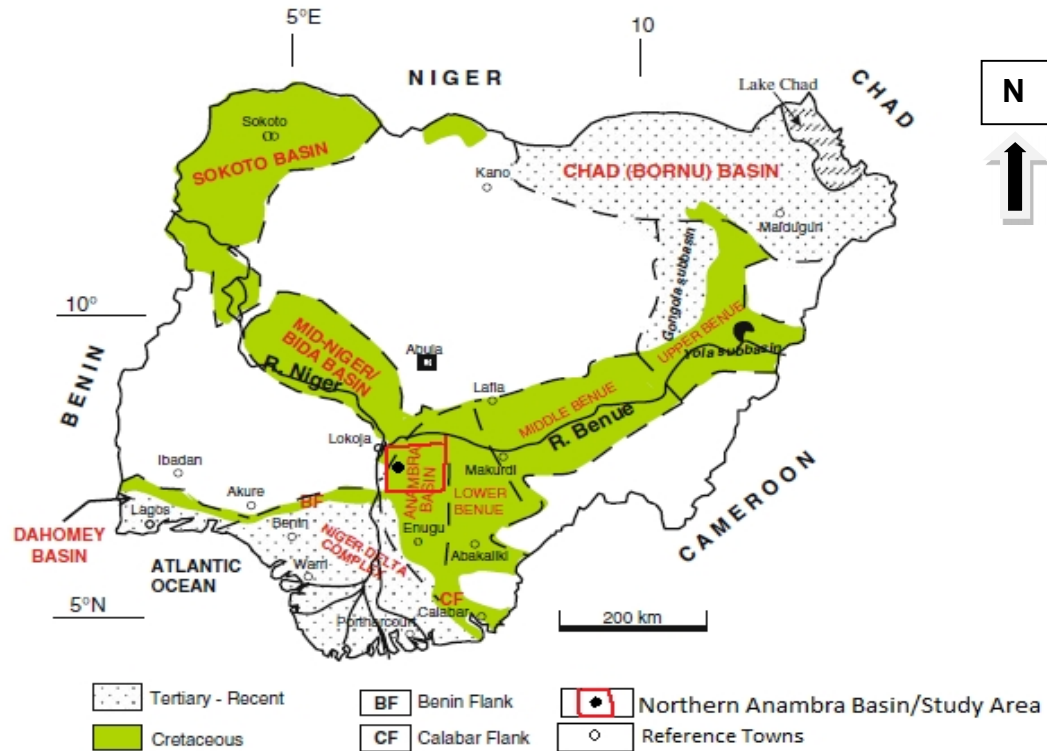 5°E
10
NIGER
CHAD
N
Lake Chad
Sokoto
SOKOTO BASIN
Kano
CHAD (BORNU) BASIN
Maiduguri
Gongola subbasin
10°
MID-NIGER/
BIDA BASIN
R. Niger
Abuja
UPPER BENUE
Yola subbasin
BENIN
Lafia
MIDDLE BENUE
R. Benue
Lokoja
Makurdi
ANAMBRA
BASIN
LOWER
BENUE
Ibadan
Akure
BF
Lagos
Benin
Enugu
Abakaliki
DAHOMEY
BASIN
NIGER DELTA
COMPLEX
CAMEROON
ATLANTIC
OCEAN
Warri
CF
Calabar
5°N
Portharcourt
200 km
Tertiary - Recent
BF Benin Flank
Northern Anambra Basin/Study Area
Cretaceous
CF Calabar Flank
Reference Towns